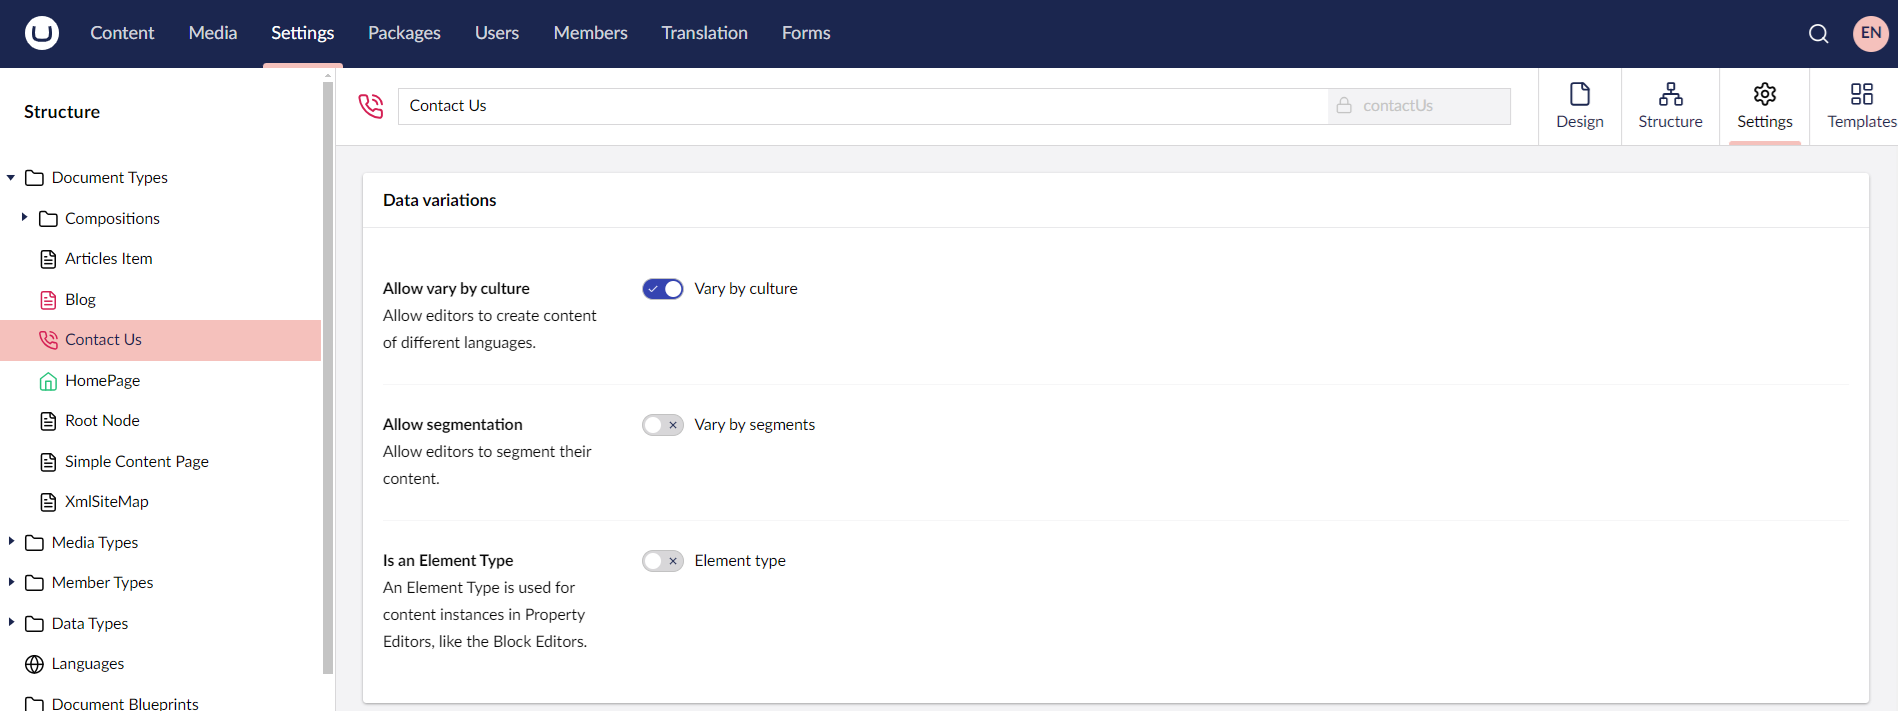 Content Media Settings Packages Users Members Translation Forms EN
Structure
Document Types
Compositions
Articles Item
Blog
Contact Us
HomePage
Root Node
Simple Content Page
XmlSiteMap
Media Types
Member Types
Data Types
Languages
Document Blueprints
Contact Us contactUs
Design Structure Settings Templates
Data variations
Allow vary by culture
Allow editors to create content
of different languages.
Vary by culture
Allow segmentation
Allow editors to segment their
content.
Vary by segments
Is an Element Type
An Element Type is used for
content instances in Property
Editors, like the Block Editors.
Element type